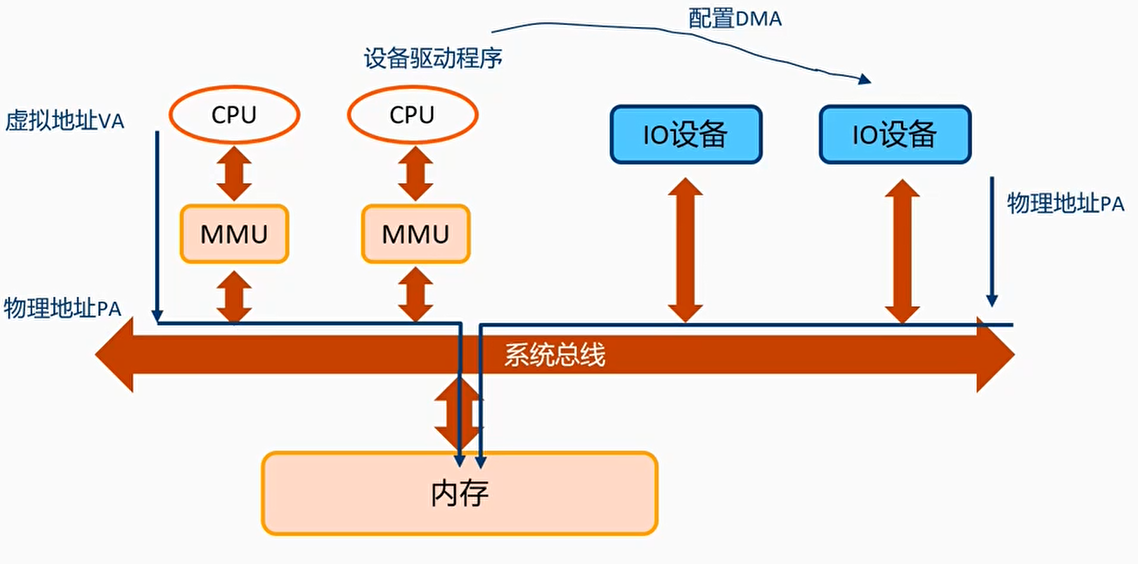 配置DMA
设备驱动程序
虚拟地址VA
CPU
CPU
IO设备
IO设备
物理地址PA
MMU
MMU
物理地址PA
系统总线
内存